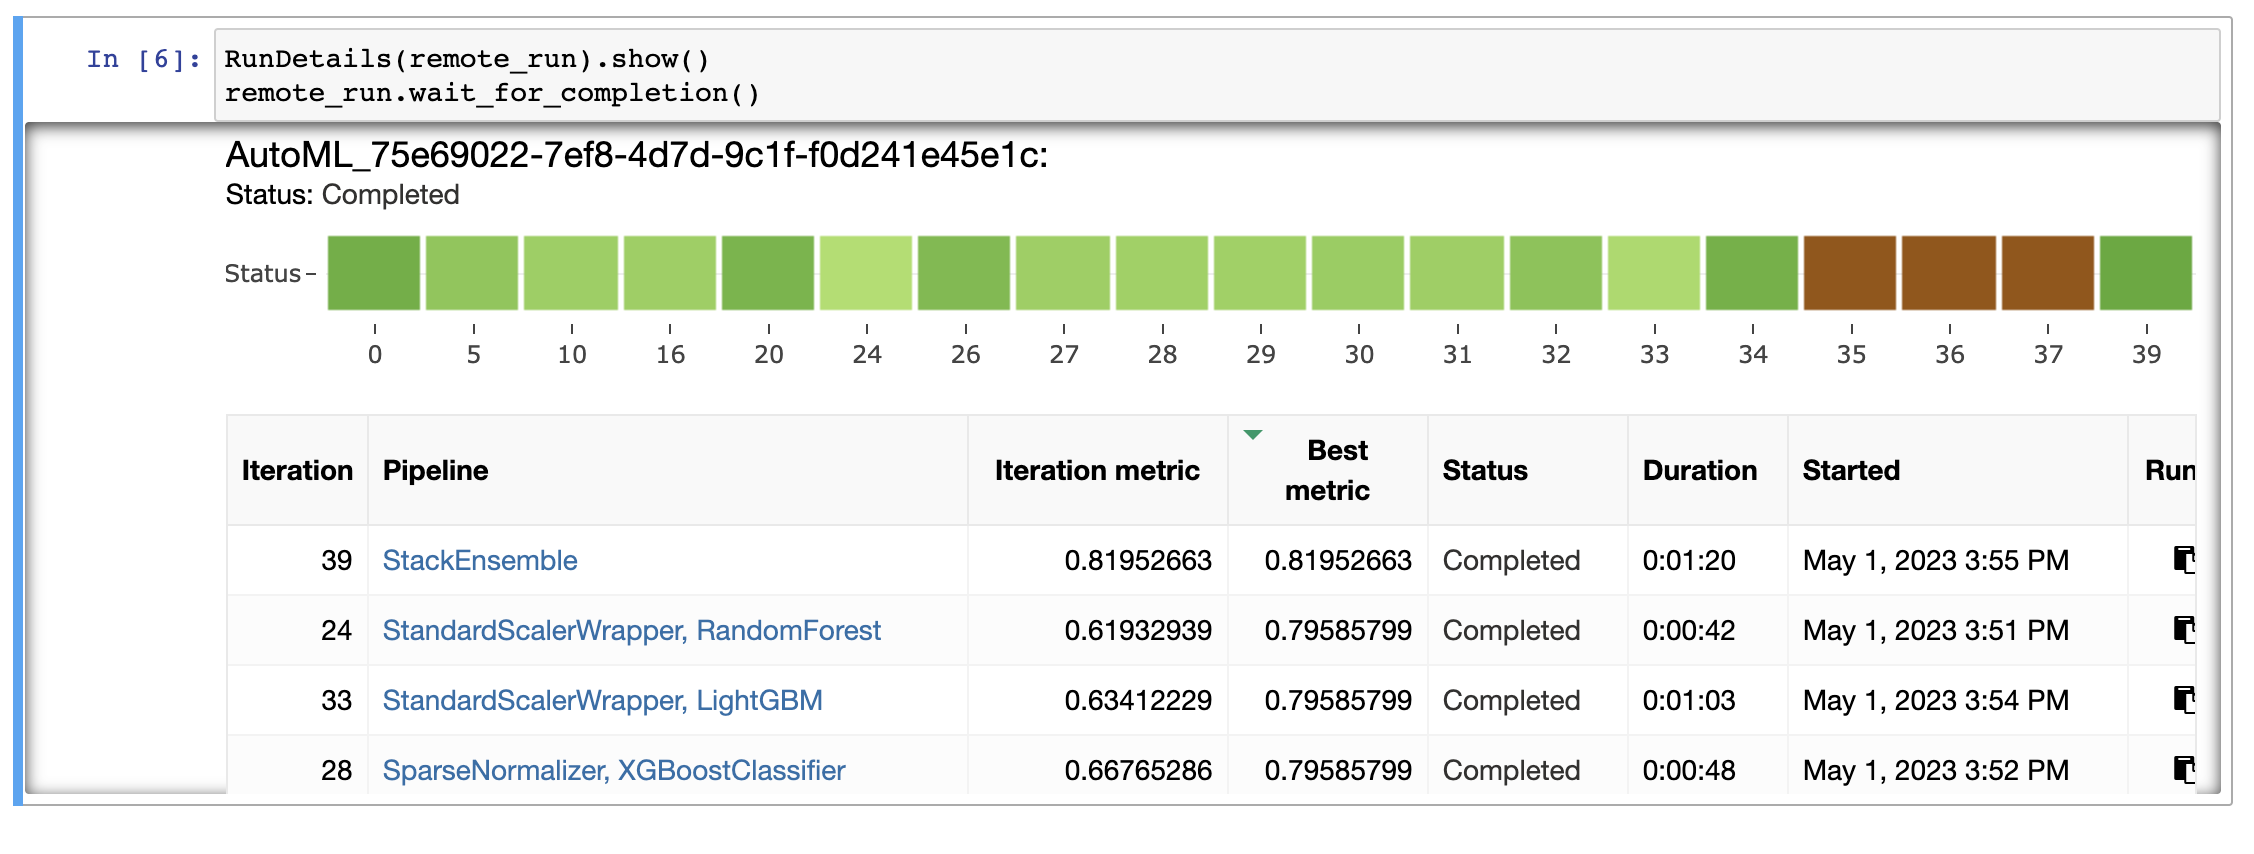 In [6]: RunDetails(remote_run).show()
remote_run.wait_for_completion()
AutoML_75e69022-7ef8-4d7d-9c1f-f0d241e45e1c:
Status: Completed
Status
0 5 10 16 20 24 26 27 28 29 30 31 32 33 34 35 36 37 39
Iteration Pipeline Iteration metric Best metric Status Duration Started Run
39 StackEnsemble 0.81952663 0.81952663 Completed 0:01:20 May 1, 2023 3:55 PM
24 StandardScalerWrapper, RandomForest 0.61932939 0.79585799 Completed 0:00:42 May 1, 2023 3:51 PM
33 StandardScalerWrapper, LightGBM 0.63412229 0.79585799 Completed 0:01:03 May 1, 2023 3:54 PM
28 SparseNormalizer, XGBoostClassifier 0.66765286 0.79585799 Completed 0:00:48 May 1, 2023 3:52 PM